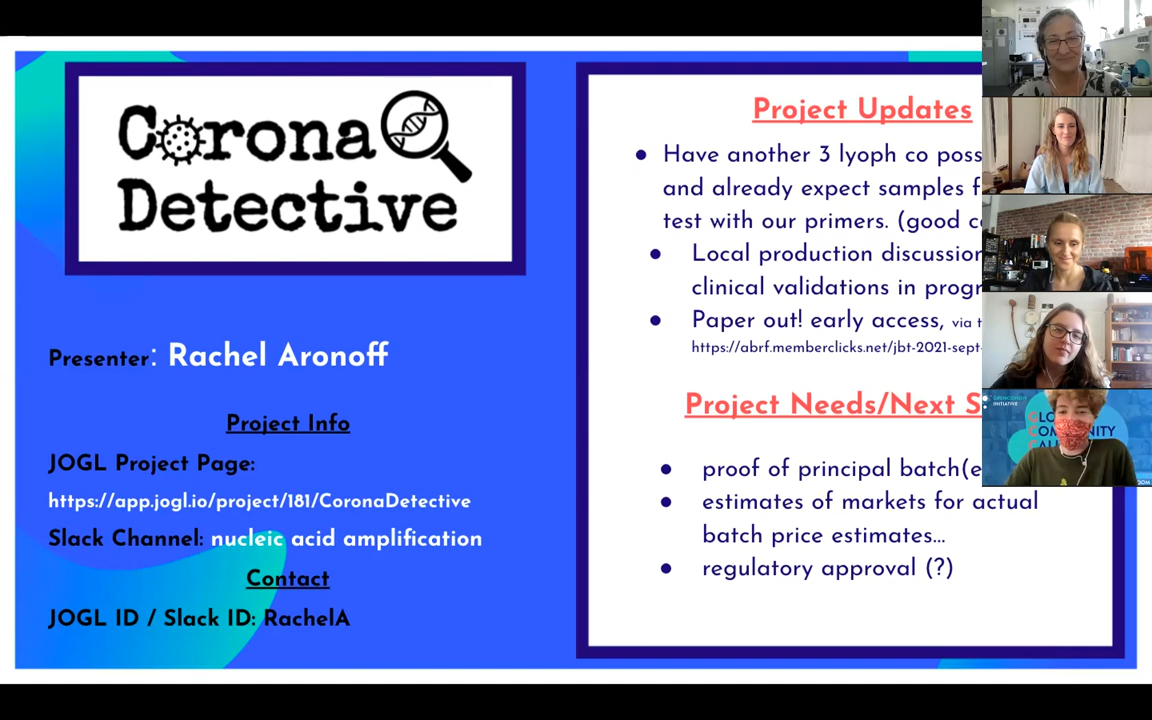 Corona
Detective
Presenter: Rachel Aronoff
Project Info
JOGL Project Page:
https://app.jogl.io/project/181/CoronaDetective
Slack Channel: nucleic acid amplification
Contact
JOGL ID / Slack ID: RachelA
Project Updates
Have another 3 lyoph co poss
and already expect samples f
test with our primers. (good c
Local production discussion
clinical validations in progr
Paper out! early access, via t
https://abrf.memberclicks.net/jbt-2021-sept-
Project Needs/Next S
proof of principal batch(e
estimates of markets for actual
batch price estimates...
regulatory approval (?)
INITIATIVE